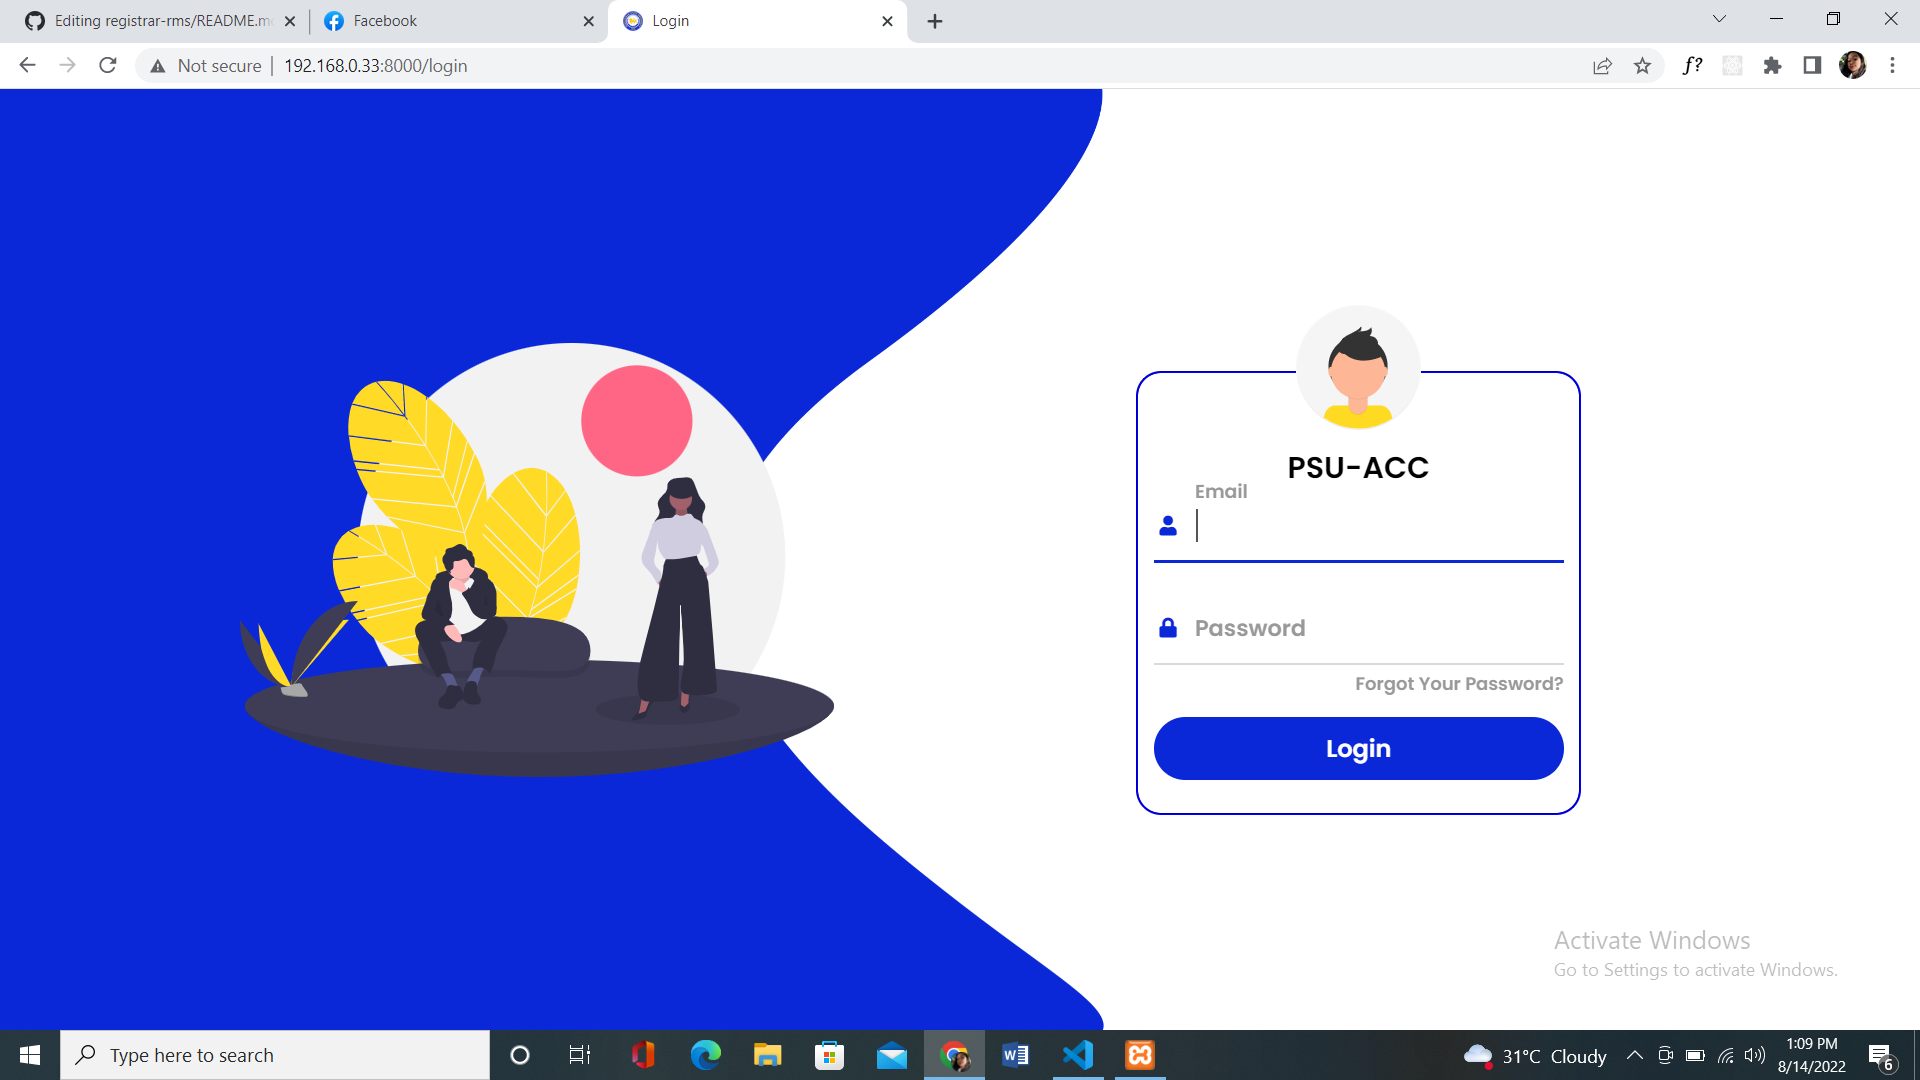 Editing registrar-rms/README.m
Facebook
Login
Not secure
192.168.0.33:8000/login
f?
PSU-ACC
Email
Password
Forgot Your Password?
Login
Activate Windows
Go to Settings to activate Windows.
Type here to search
31°C Cloudy
1:09 PM
8/14/2022
6